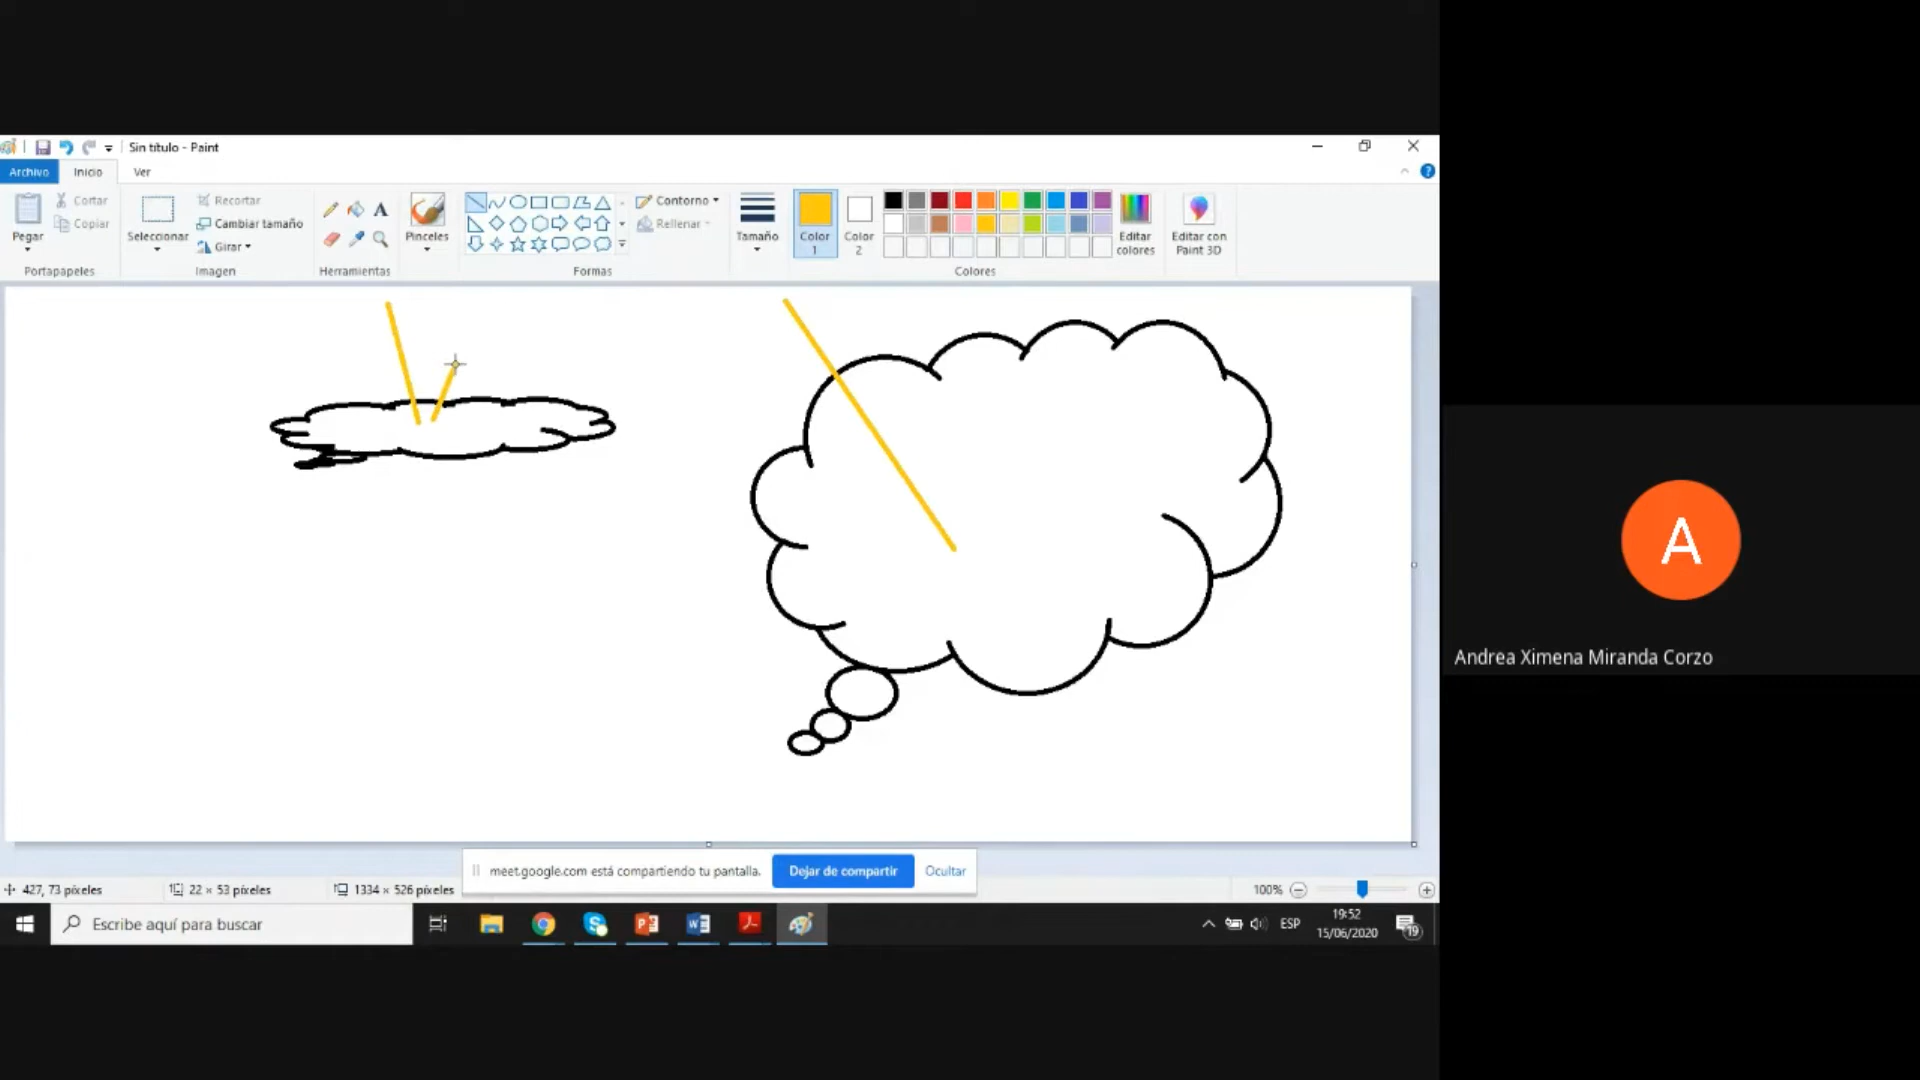 Sin título - Paint
Archivo Inicio Ver
Pegar
Cortar
Copiar
Portapapeles
Seleccionar
Recortar
Cambiar tamaño
Girar
Imagen
A
Herramientas
Pinceles
Contorno
Rellenar
Formas
Tamaño
Color
1
Color
2
Editar
colores
Colores
Editar con
Paint 3D
A
Andrea Ximena Miranda Corzo
meet.google.com está compartiendo tu pantalla. Dejar de compartir Ocultar
427, 73 píxeles 22 × 53 píxeles 1334 × 526 píxeles 100%
Escribe aquí para buscar
ESP
19:52
15/06/2020
19